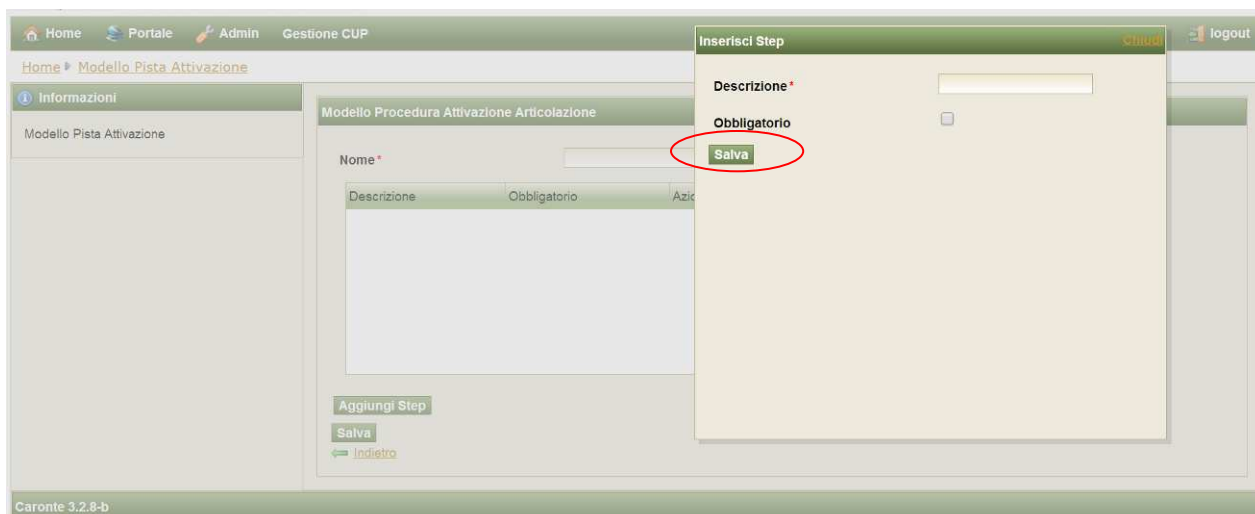 Home Portale Admin Gestione CUP
logout
Home Modello Pista Attivazione
Informazioni
Modello Pista Attivazione
Modello Procedura Attivazione Articolazione
Nome*
Descrizione Obbligatorio
Aggiungi Step
Salva
Indietro
Inserisci Step Chiudi
Descrizione*
Obbligatorio
Salva
Caronte 3.2.8-b